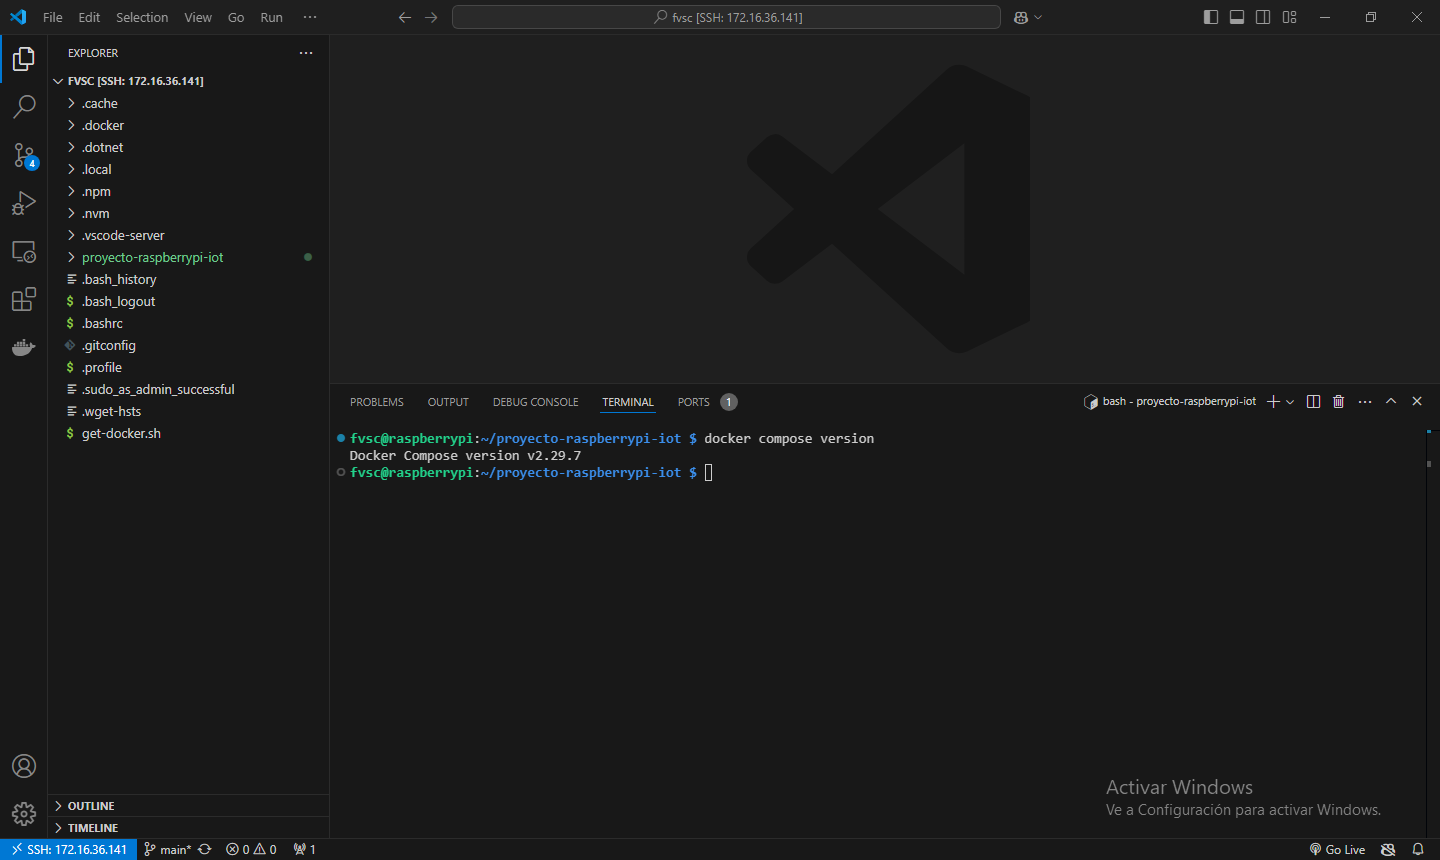 File Edit Selection View Go Run ···
fvsc [SSH: 172.16.36.141]
EXPLORER
FVSC [SSH: 172.16.36.141]
.cache
.docker
.dotnet
.local
4
.npm
.nvm
.vscode-server
proyecto-raspberrypi-iot
.bash_history
$ .bash_logout
$ .bashrc
.gitconfig
$ .profile
.sudo_as_admin_successful
.wget-hsts
$ get-docker.sh
PROBLEMS OUTPUT DEBUG CONSOLE TERMINAL PORTS 1
bash - proyecto-raspberrypi-iot
fvsc@raspberrypi:~/proyecto-raspberrypi-iot $ docker compose version
Docker Compose version v2.29.7
fvsc@raspberrypi:~/proyecto-raspberrypi-iot $
Activar Windows
Ve a Configuración para activar Windows.
OUTLINE
TIMELINE
SSH: 172.16.36.141 main* 0 0 1 Go Live